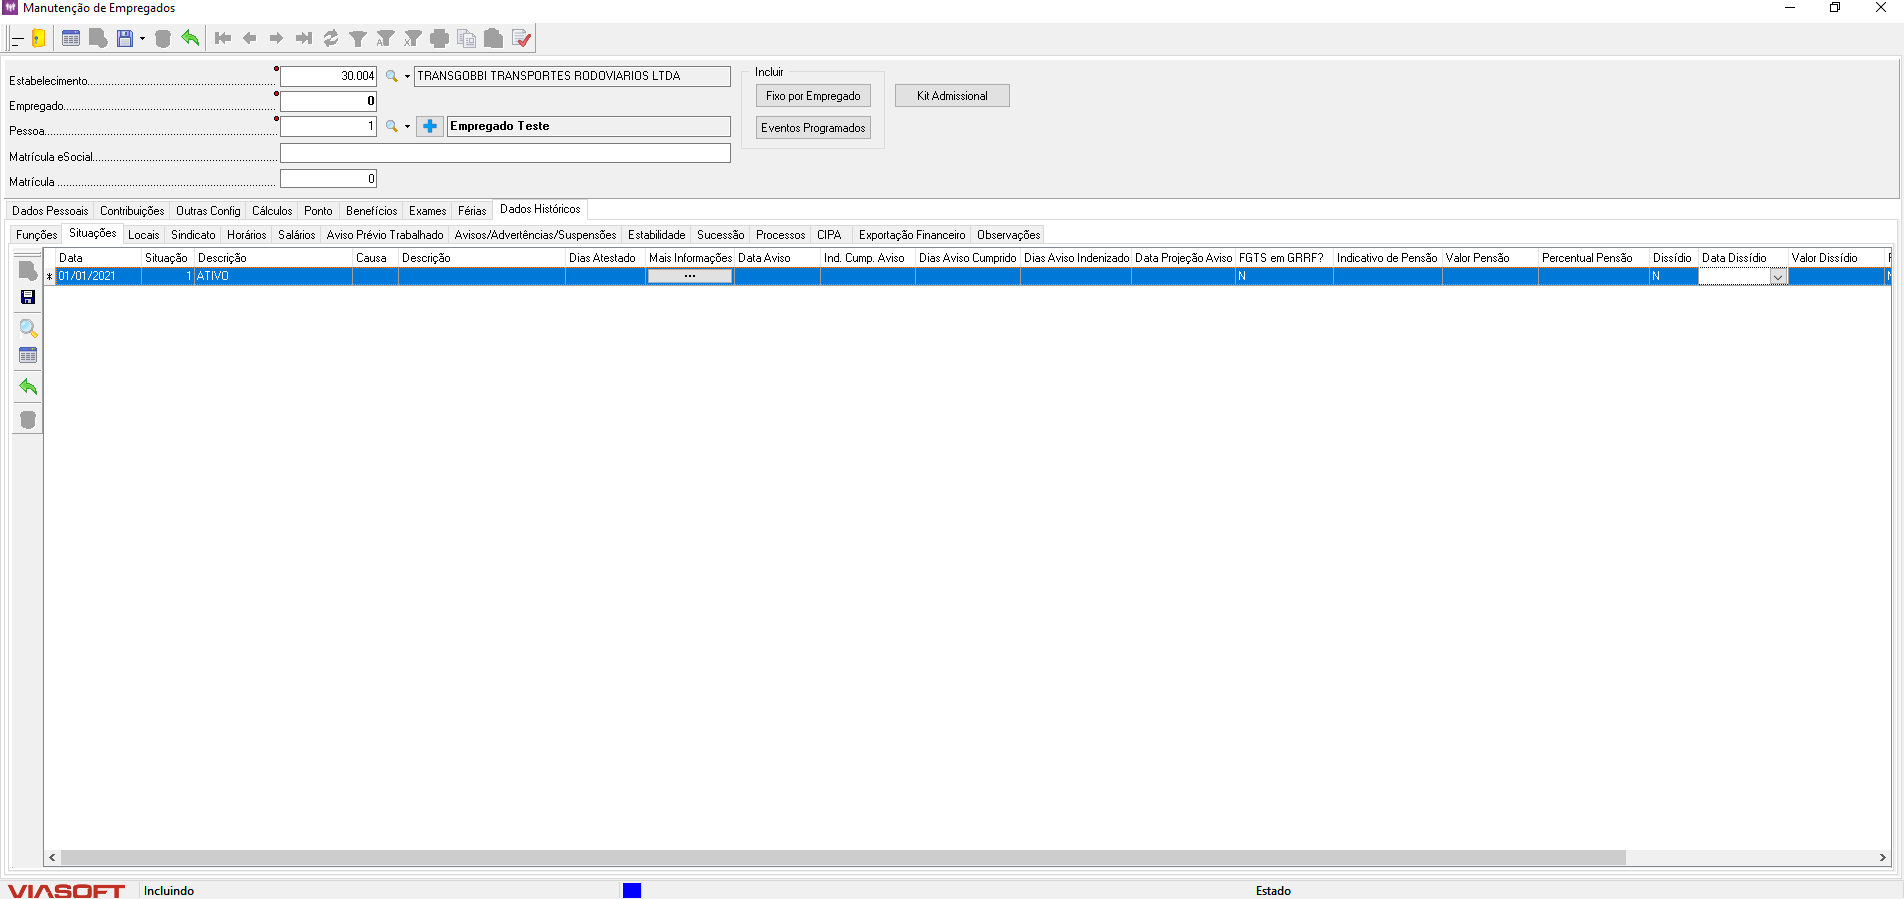 Manutenção de Empregados
Estabelecimento 30.004 TRANSGOBBI TRANSPORTES RODOVIARIOS LTDA
Empregado 0
Pessoa 1 Empregado Teste
Matrícula eSocial
Matrícula 0
Incluir
Fixo por Empregado
Eventos Programados
Kit Admissional
Dados Pessoais Contribuições Outras Config Cálculos Ponto Benefícios Exames Férias Dados Históricos
Funções Situações Locais Sindicato Horários Salários Aviso Prévio Trabalhado Avisos/Advertências/Suspensões Estabilidade Sucessão Processos CIPA Exportação Financeiro Observações
Data Situação Descrição Causa Descrição Dias Atestado Mais Informações Data Aviso Ind. Cump. Aviso Dias Aviso Cumprido Dias Aviso Indenizado Data Projeção Aviso FGTS em GRRF? Indicativo de Pensão Valor Pensão Percentual Pensão Dissídio Data Dissídio Valor Dissídio
* 01/01/2021 1 ATIVO ... N N
VIASOFT Incluindo Estado